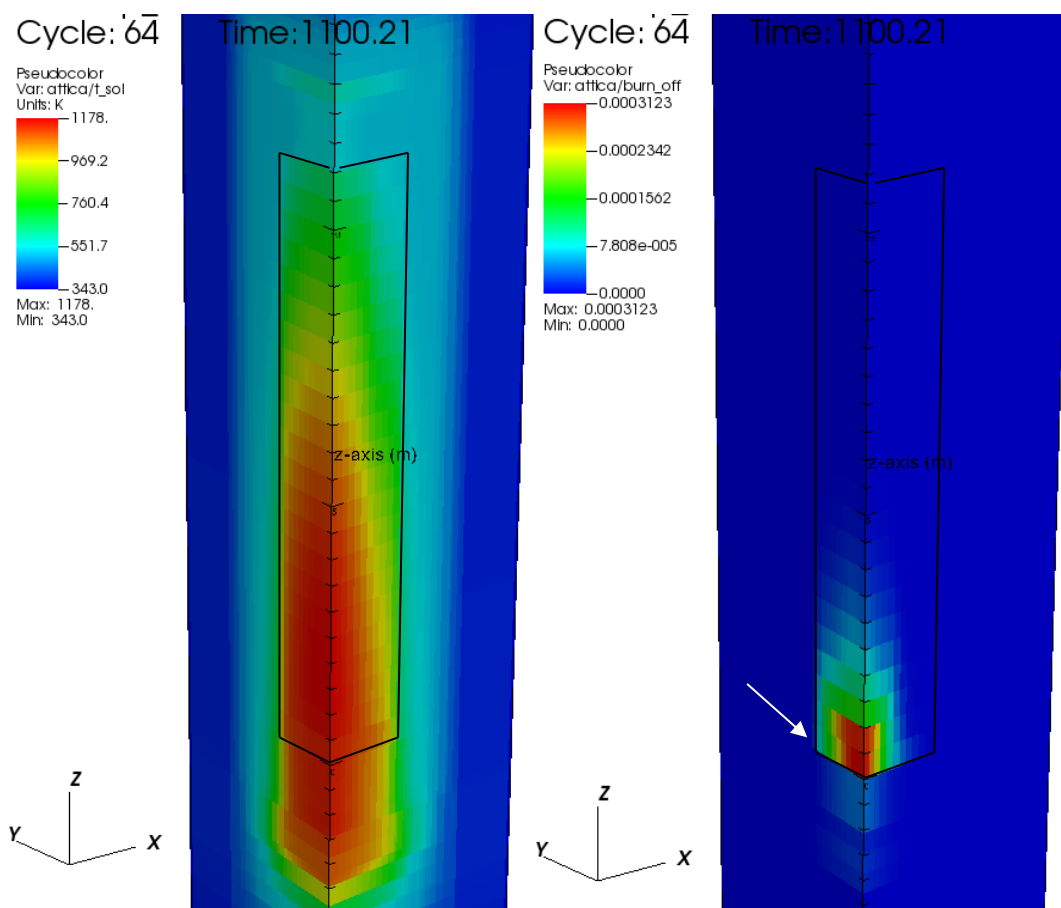 Cycle: 64 Time:1100.21
Pseudocolor
Var: attica/t_sol
Units: K
1178.
969.2
760.4
551.7
343.0
Max: 1178.
Min: 343.0
z-axis (m)
Z
Y
X
Cycle: 64 Time:1100.21
Pseudocolor
Var: attica/burn_off
0.0003123
0.0002342
0.0001562
7.808e-005
0.0000
Max: 0.0003123
Min: 0.0000
z-axis (m)
Z
Y
X